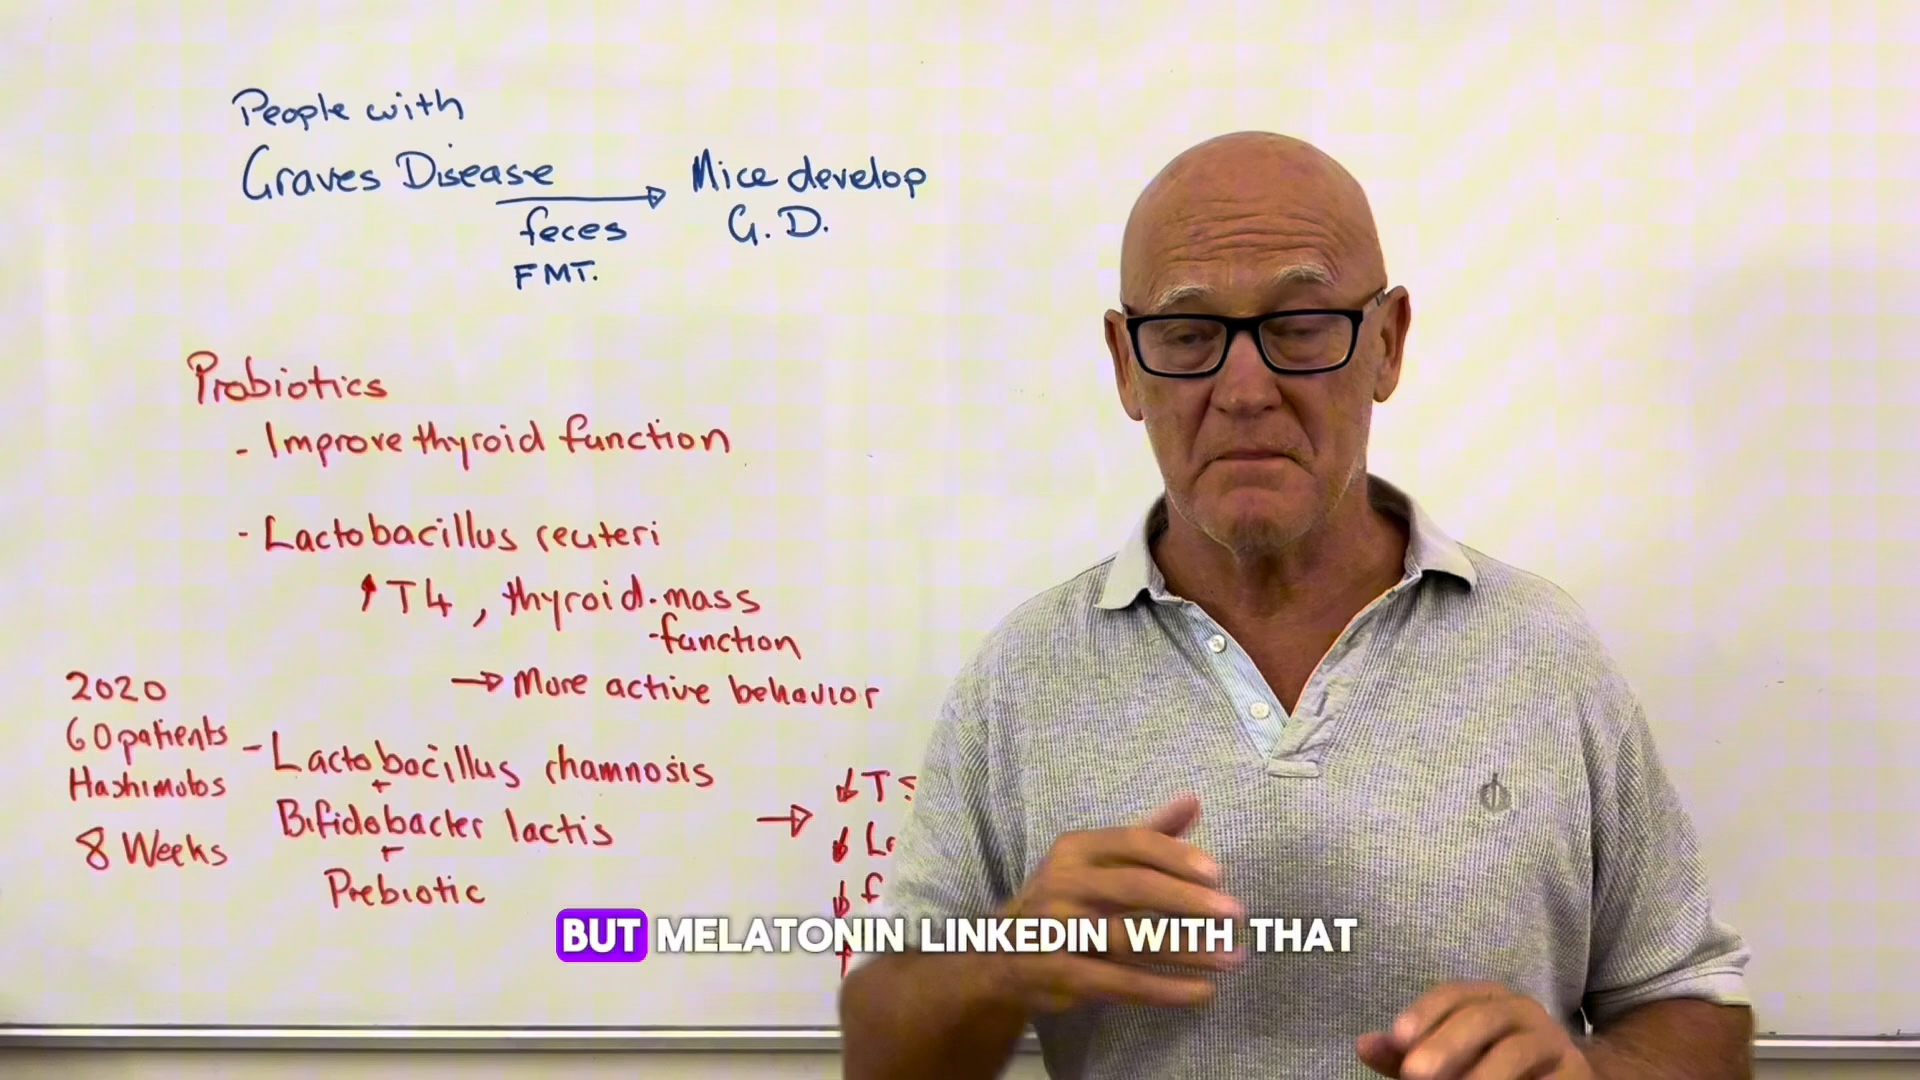 People with
Graves Disease
feces
FMT.
Mice develop
G.D.
Probiotics
- Improve thyroid function
- Lactobacillus reuteri
↑ T4, thyroid.mass
-function
→ More active behavior
2020
60 patients
Hashimotos
8 Weeks
- Lactobacillus rhamnosis
+
Bifidobacter lactis
+
Prebiotic
→
↓ TS
↓ 
↓ f
BUT MELATONIN LINKEDIN WITH THAT